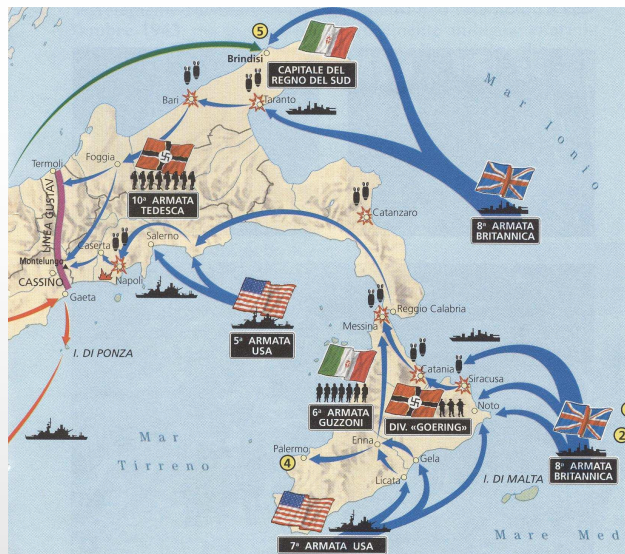 5
Brindisi
CAPITALE DEL
REGNO DEL SUD
Mar Ionio
Bari
Taranto
Foggia
Termoli
10ª ARMATA
TEDESCA
8ª ARMATA
BRITANNICA
LINEA GUSTAV
Catanzaro
Salerno
Caserta
Montelungo
CASSINO
Napoli
Gaeta
Reggio Calabria
Messina
5ª ARMATA
USA
I. DI PONZA
Catania
Siracusa
6ª ARMATA
GUZZONI
DIV. «GOERING»
Noto
2
Mar
Tirreno
Enna
Palermo
4
Gela
8ª ARMATA
BRITANNICA
Licata
I. DI MALTA
7ª ARMATA USA
Mare Med